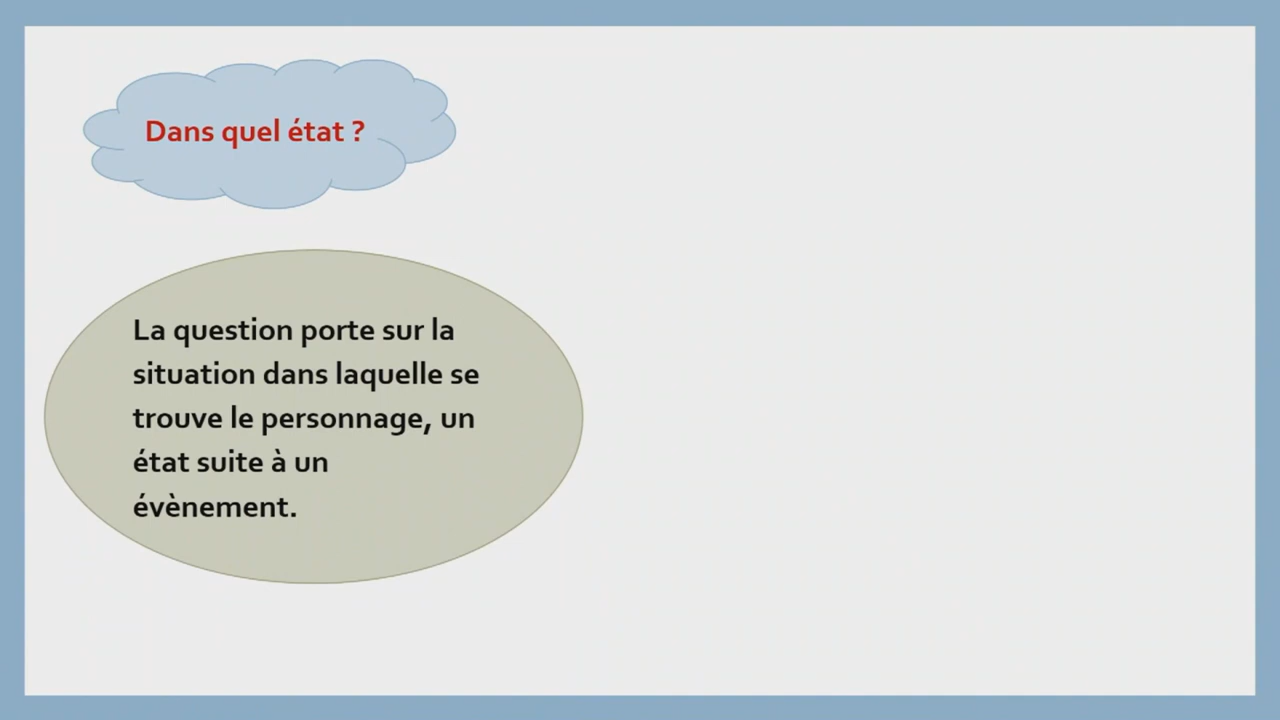 Dans quel état ?
La question porte sur la
situation dans laquelle se
trouve le personnage, un
état suite à un
évènement.